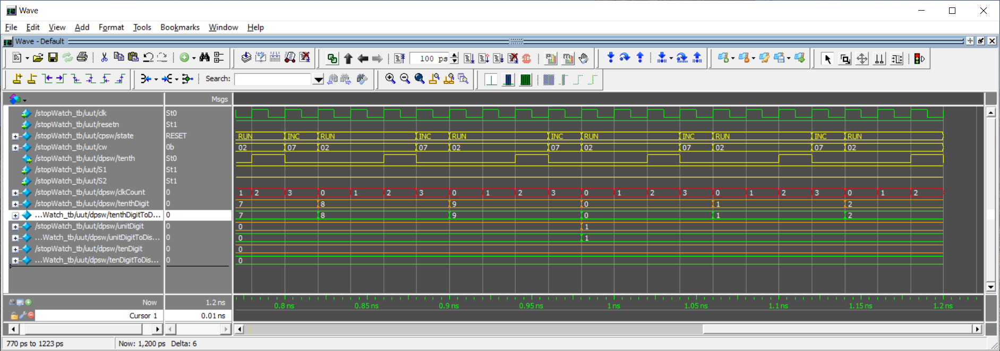 Wave
File Edit View Add Format Tools Bookmarks Window Help
Wave - Default
100 ps
Search:
Msgs
/stopWatch_tb/uut/clk St0
/stopWatch_tb/uut/resetn St1
/stopWatch_tb/uut/cpsw/state RESET RUN INC RUN INC RUN INC RUN INC RUN INC RUN
/stopWatch_tb/uut/cw 0b 02 07 02 07 02 07 02 07 02 07 02
/stopWatch_tb/uut/dpsw/tenth St0
/stopWatch_tb/uut/S1 St1
/stopWatch_tb/uut/S2 St1
/stopWatch_tb/uut/dpsw/clkCount 0 1 2 3 0 1 2 3 0 1 2 3 0 1 2 3 0 1 2 3 0 1 2
/stopWatch_tb/uut/dpsw/tenthDigit 0 7 8 9 0 1 2
...Watch_tb/uut/dpsw/tenthDigitToD... 0 7 8 9 0 1 2
/stopWatch_tb/uut/dpsw/unitDigit 0 0 1
...Watch_tb/uut/dpsw/unitDigitToDis... 0 0 1
/stopWatch_tb/uut/dpsw/tenDigit 0 0
...Watch_tb/uut/dpsw/tenDigitToDis... 0 0
Now 1.2 ns 0.8 ns 0.85 ns 0.9 ns 0.95 ns 1 ns 1.05 ns 1.1 ns 1.15 ns 1.2 ns
Cursor 1 0.01 ns
770 ps to 1223 ps Now: 1,200 ps Delta: 6